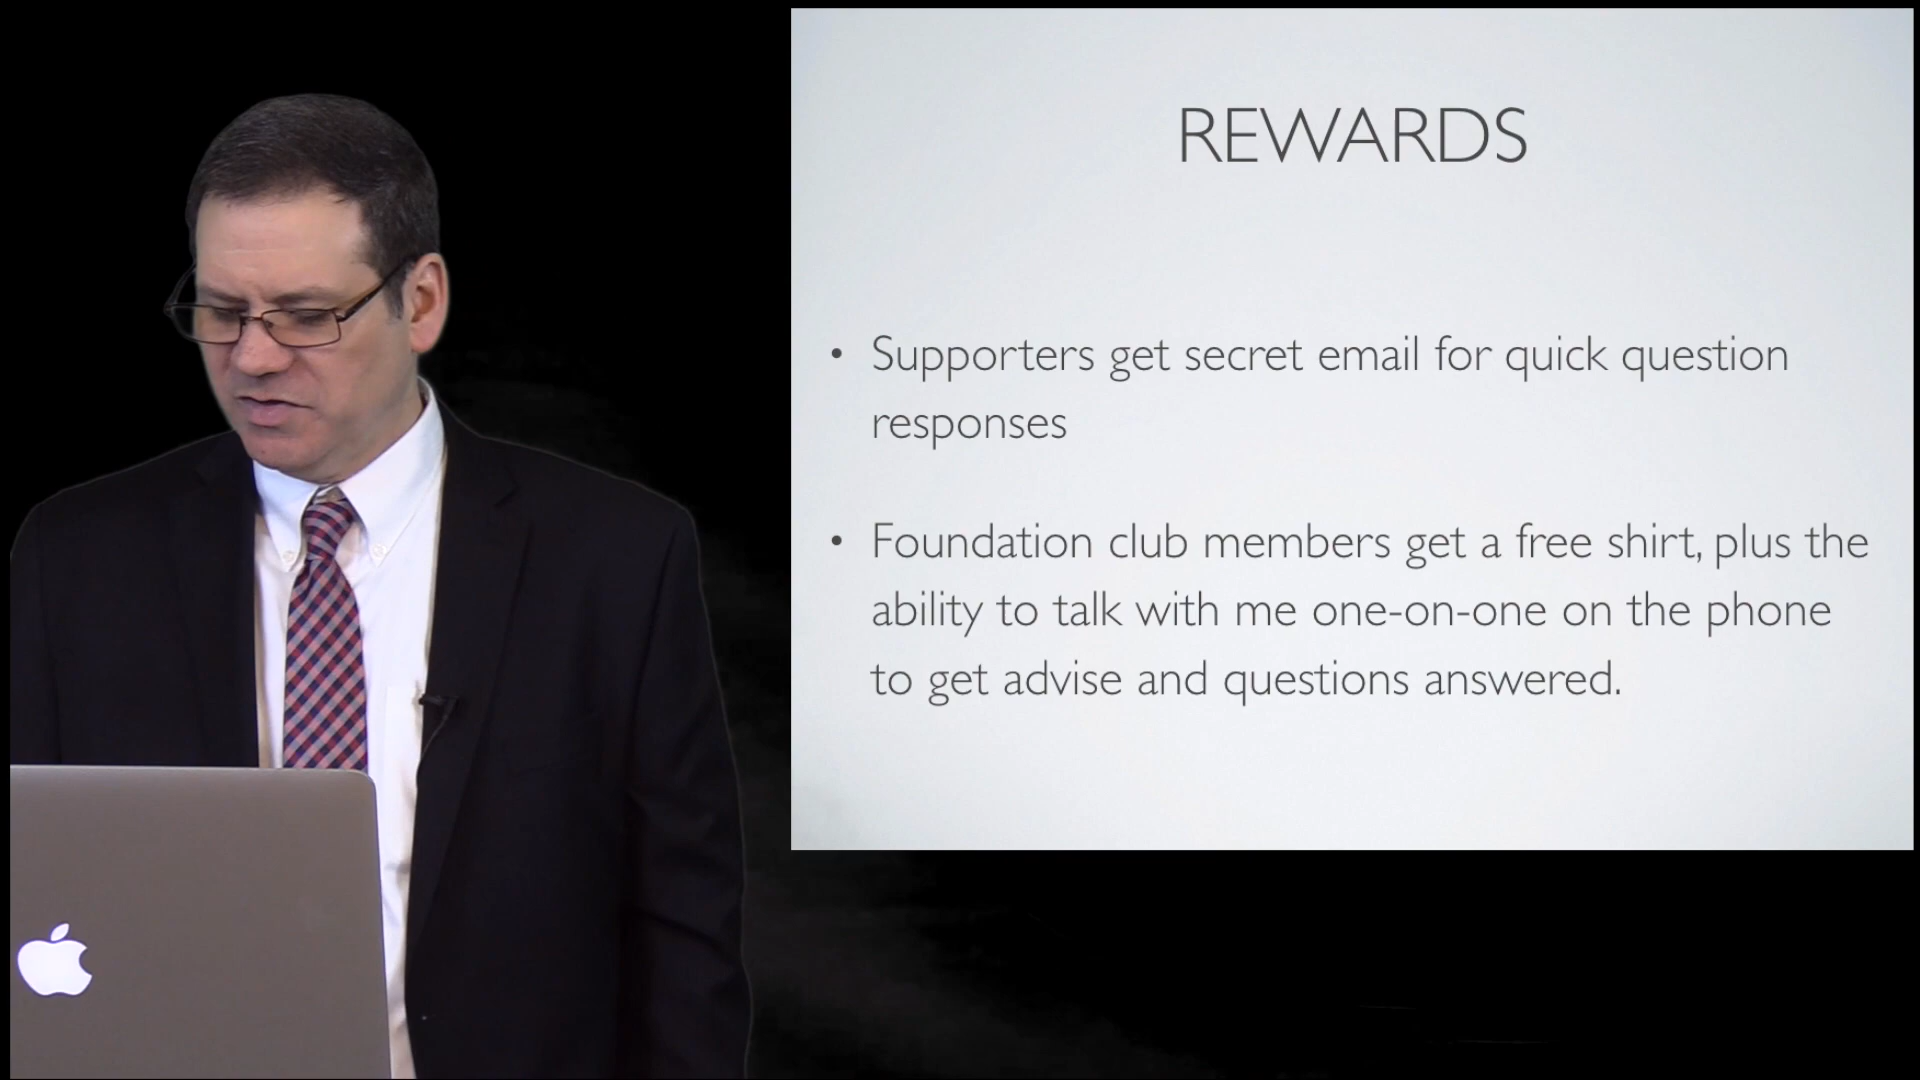 REWARDS
• Supporters get secret email for quick question
responses
• Foundation club members get a free shirt, plus the
ability to talk with me one-on-one on the phone
to get advise and questions answered.